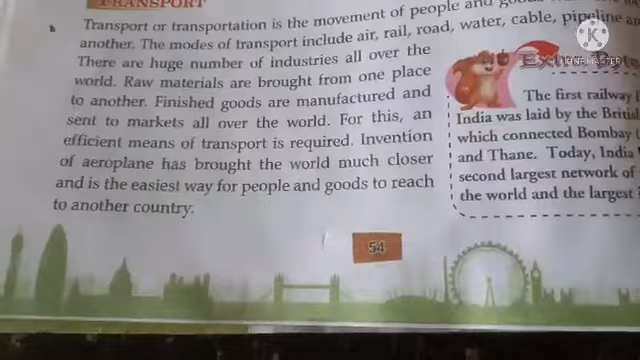 TRANSPORT
Transport or transportation is the movement of people and
another. The modes of transport include air, rail, road, water, cable, pipeline
There are huge number of industries all over the
world. Raw materials are brought from one place
to another. Finished goods are manufactured and
sent to markets all over the world. For this, an
efficient means of transport is required. Invention
of aeroplane has brought the world much closer
and is the easiest way for people and goods to reach
to another country.
KINEMASTER
The first railway
India was laid by the
which connected Bombay
and Thane. Today, India
second largest network of
the world and the largest
54